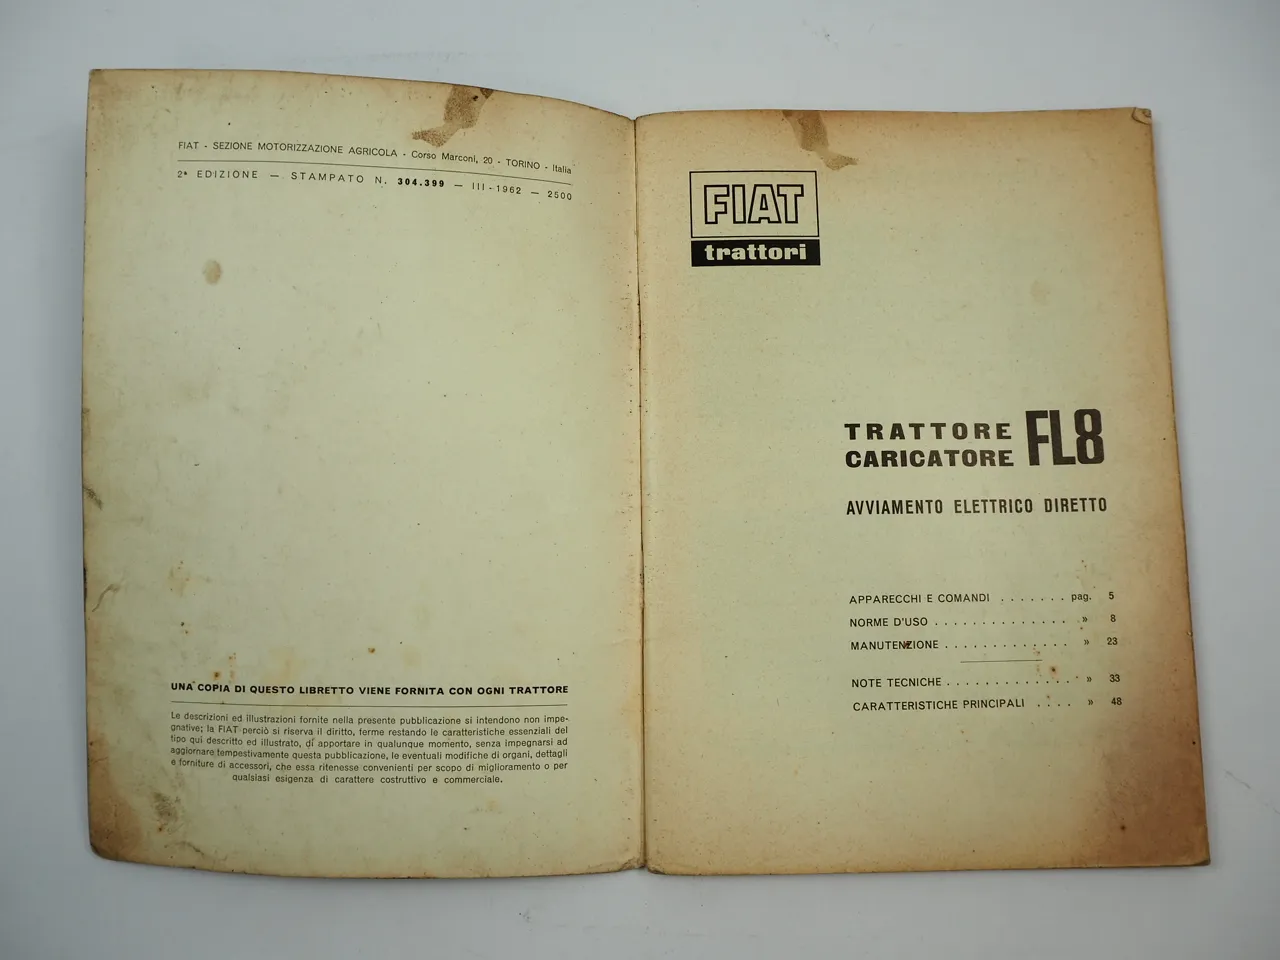 FIAT - SEZIONE MOTORIZZAZIONE AGRICOLA - Corso Marconi, 20 - TORINO - Italia
2ª EDIZIONE — STAMPATO N. 304.399 — III-1962 — 2500
UNA COPIA DI QUESTO LIBRETTO VIENE FORNITA CON OGNI TRATTORE
Le descrizioni ed illustrazioni fornite nella presente pubblicazione si intendono non impe-
gnative; la FIAT perciò si riserva il diritto, ferme restando le caratteristiche essenziali del
tipo qui descritto ed illustrato, di apportare in qualunque momento, senza impegnarsi ad
aggiornare tempestivamente questa pubblicazione, le eventuali modifiche di organi, dettagli
e forniture di accessori, che essa ritenesse convenienti per scopo di miglioramento o per
qualsiasi esigenza di carattere costruttivo e commerciale.
FIAT
trattori
TRATTORE
CARICATORE FL8
AVVIAMENTO ELETTRICO DIRETTO
APPARECCHI E COMANDI . . . . . . . pag. 5
NORME D'USO . . . . . . . . . . . . . . » 8
MANUTENZIONE . . . . . . . . . . . . . » 23
NOTE TECNICHE . . . . . . . . . . . . . » 33
CARATTERISTICHE PRINCIPALI . . . . » 48